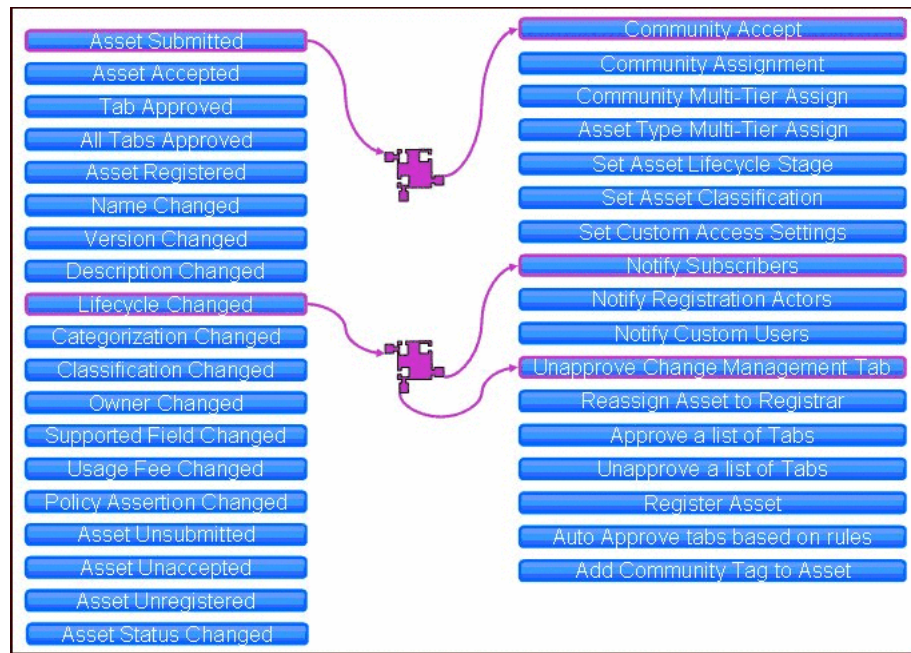 Asset Submitted
Asset Accepted
Tab Approved
All Tabs Approved
Asset Registered
Name Changed
Version Changed
Description Changed
Lifecycle Changed
Categorization Changed
Classification Changed
Owner Changed
Supported Field Changed
Usage Fee Changed
Policy Assertion Changed
Asset Unsubmitted
Asset Unaccepted
Asset Unregistered
Asset Status Changed
Community Accept
Community Assignment
Community Multi-Tier Assign
Asset Type Multi-Tier Assign
Set Asset Lifecycle Stage
Set Asset Classification
Set Custom Access Settings
Notify Subscribers
Notify Registration Actors
Notify Custom Users
Unapprove Change Management Tab
Reassign Asset to Registrar
Approve a list of Tabs
Unapprove a list of Tabs
Register Asset
Auto Approve tabs based on rules
Add Community Tag to Asset